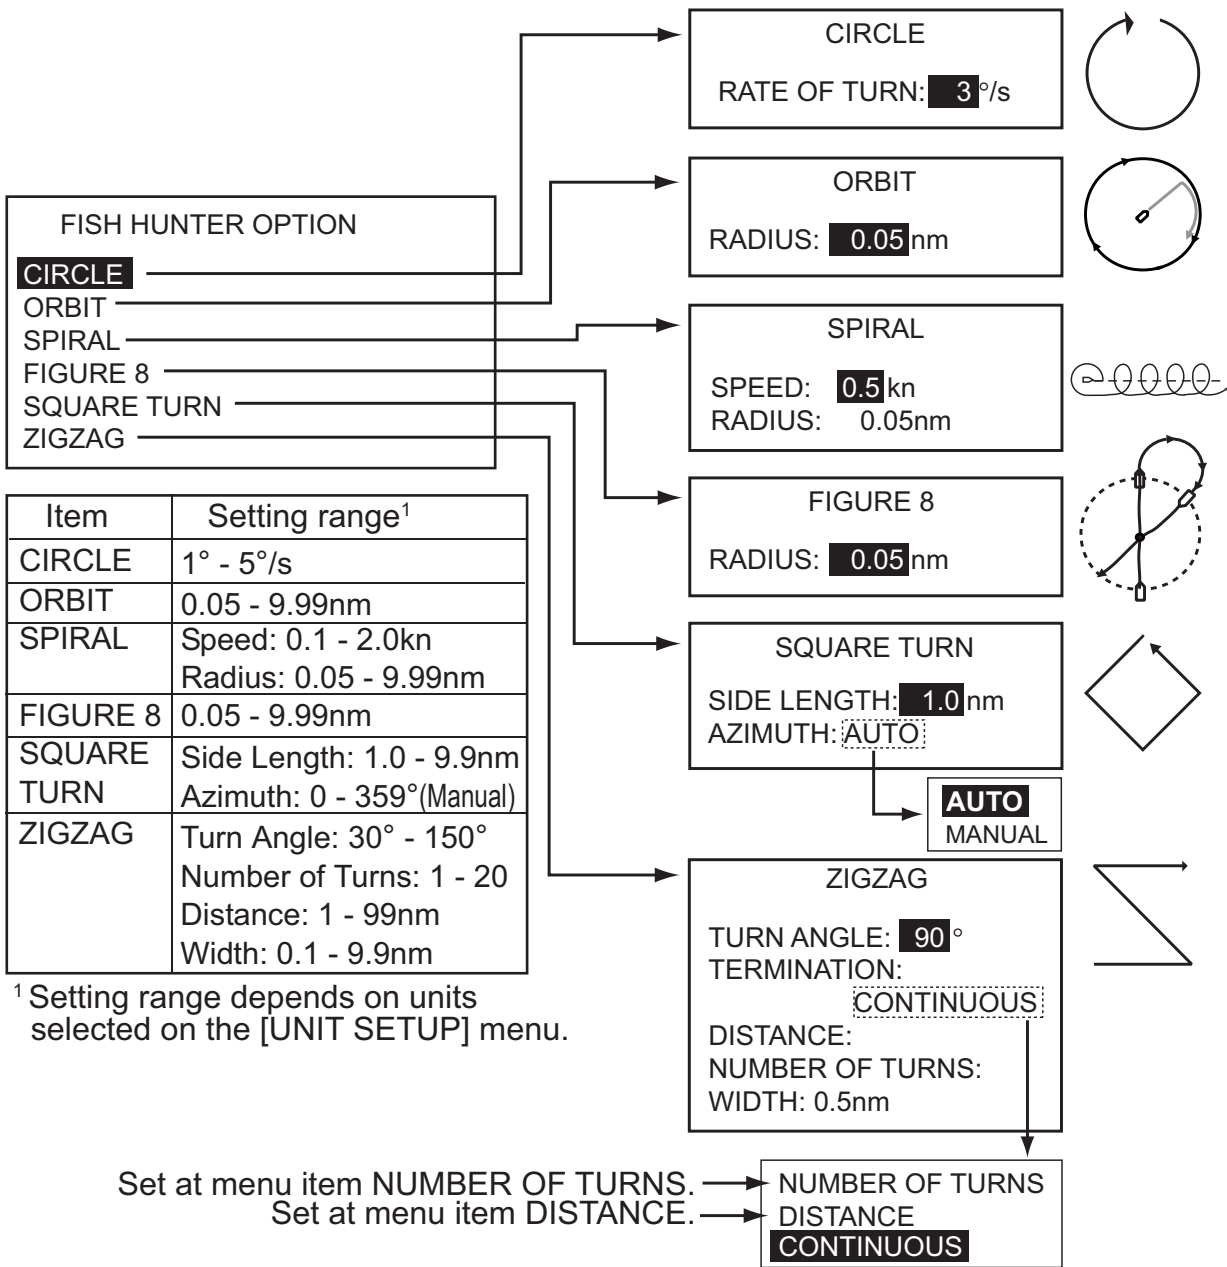 CIRCLE
RATE OF TURN: 3 °/s
ORBIT
RADIUS: 0.05 nm
FISH HUNTER OPTION
CIRCLE
ORBIT
SPIRAL
FIGURE 8
SQUARE TURN
ZIGZAG
SPIRAL
SPEED: 0.5 kn
RADIUS: 0.05nm
FIGURE 8
RADIUS: 0.05 nm
Item Setting range¹
CIRCLE 1° - 5°/s
ORBIT 0.05 - 9.99nm
SPIRAL Speed: 0.1 - 2.0kn
Radius: 0.05 - 9.99nm
FIGURE 8 0.05 - 9.99nm
SQUARE Side Length: 1.0 - 9.9nm
TURN Azimuth: 0 - 359°(Manual)
ZIGZAG Turn Angle: 30° - 150°
Number of Turns: 1 - 20
Distance: 1 - 99nm
Width: 0.1 - 9.9nm
¹ Setting range depends on units
selected on the [UNIT SETUP] menu.
SQUARE TURN
SIDE LENGTH: 1.0 nm
AZIMUTH: AUTO
AUTO
MANUAL
ZIGZAG
TURN ANGLE: 90 °
TERMINATION:
CONTINUOUS
DISTANCE:
NUMBER OF TURNS:
WIDTH: 0.5nm
Set at menu item NUMBER OF TURNS.
Set at menu item DISTANCE.
NUMBER OF TURNS
DISTANCE
CONTINUOUS